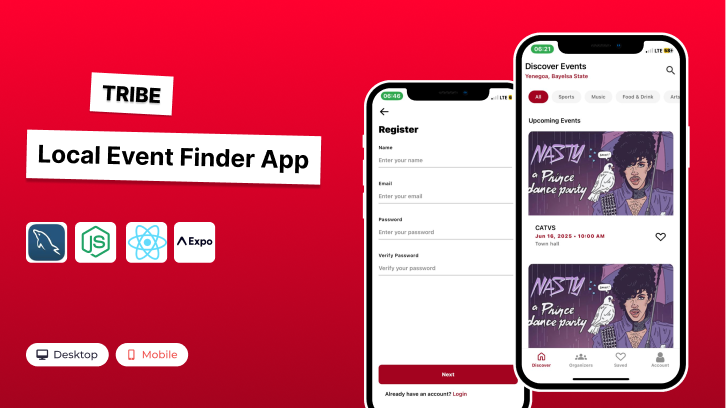 TRIBE
Local Event Finder App
JS
Expo
Desktop
Mobile
06:46
LTE
Register
Name
Enter your name
Email
Enter your email
Password
Enter your password
Verify Password
Verify your password
Next
Already have an account? Login
06:21
LTE
Discover Events
Yenegoa, Bayelsa State
All
Sports
Music
Food & Drink
Arts
Upcoming Events
NASTY
a Prince
dance party
CATVS
Jun 16, 2025 • 10:00 AM
Town hall
NASTY
a Prince
dance party
Discover
Organizers
Saved
Account